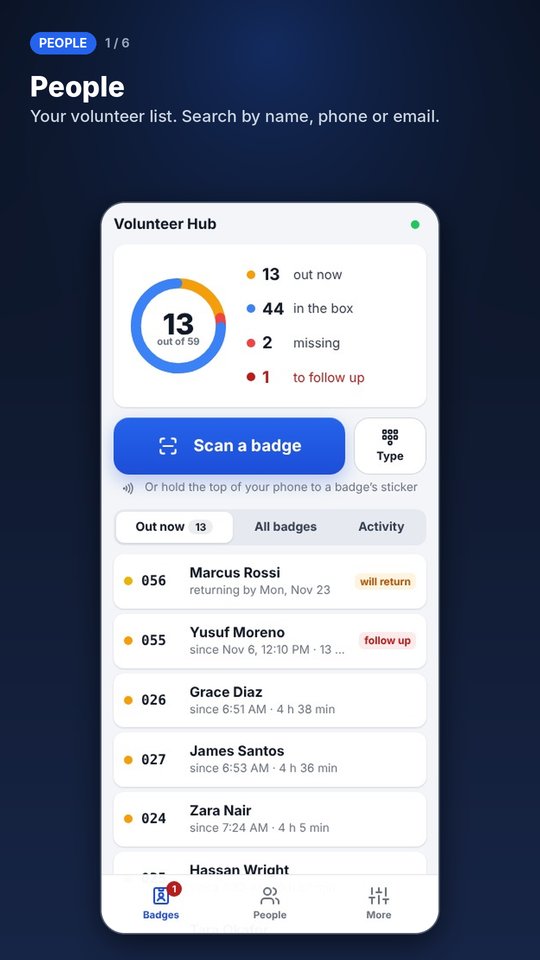 PEOPLE 1 / 6
People
Your volunteer list. Search by name, phone or email.
Volunteer Hub
13
out of 59
13 out now
44 in the box
2 missing
1 to follow up
Scan a badge
Type
Or hold the top of your phone to a badge’s sticker
Out now 13
All badges
Activity
056
Marcus Rossi
returning by Mon, Nov 23
will return
055
Yusuf Moreno
since Nov 6, 12:10 PM · 13 ...
follow up
026
Grace Diaz
since 6:51 AM · 4 h 38 min
027
James Santos
since 6:53 AM · 4 h 36 min
024
Zara Nair
since 7:24 AM · 4 h 5 min
Hassan Wright
1
Badges
People
More